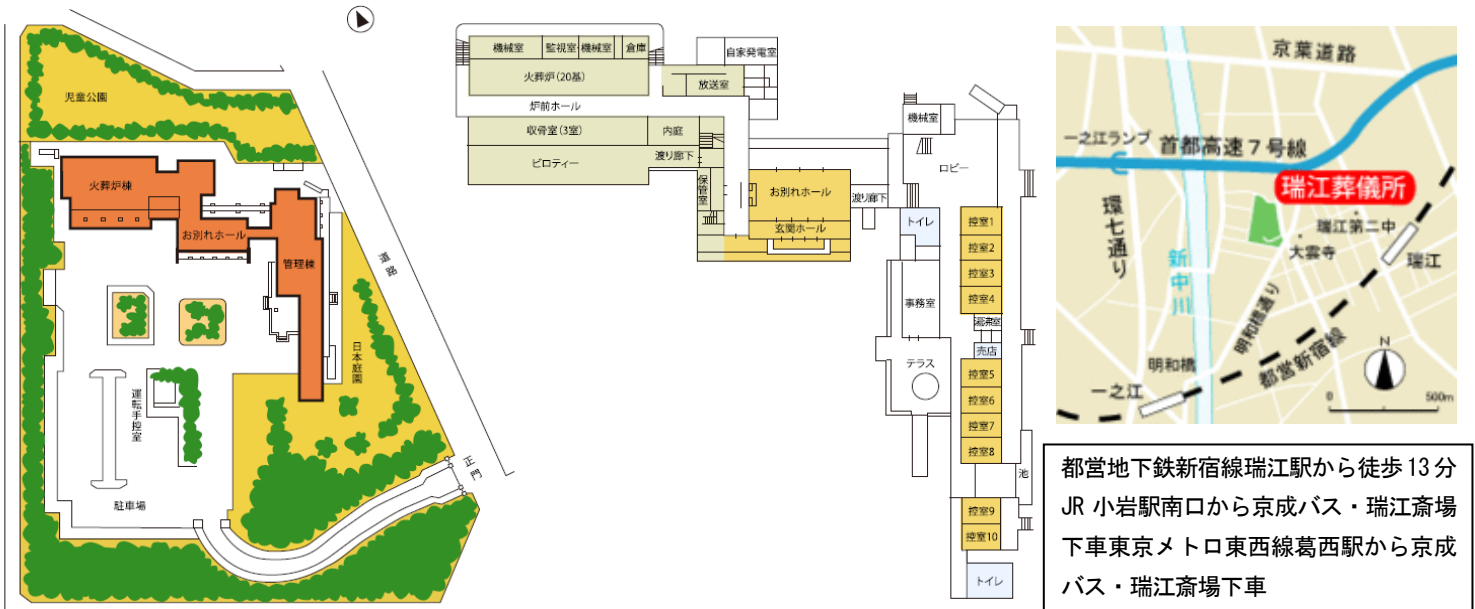 児童公園
火葬炉棟
お別れホール
管理棟
道路
日本庭園
運転手控室
駐車場
正門
機械室
監視室
機械室
倉庫
自家発電室
火葬炉(20基)
放送室
炉前ホール
収骨室(3室)
内庭
ピロティー
渡り廊下
保管室
お別れホール
玄関ホール
渡り廊下
機械室
ロビー
トイレ
控室1
控室2
控室3
控室4
事務室
湯沸室
売店
テラス
控室5
控室6
控室7
控室8
池
控室9
控室10
トイレ
京葉道路
一之江ランプ
首都高速7号線
瑞江葬儀所
環七通り
新中川
瑞江第二中
大雲寺
瑞江
明和橋通り
都営新宿線
明和橋
一之江
N
0 500m
都営地下鉄新宿線瑞江駅から徒歩13分
JR 小岩駅南口から京成バス・瑞江斎場
下車東京メトロ東西線葛西駅から京成
バス・瑞江斎場下車